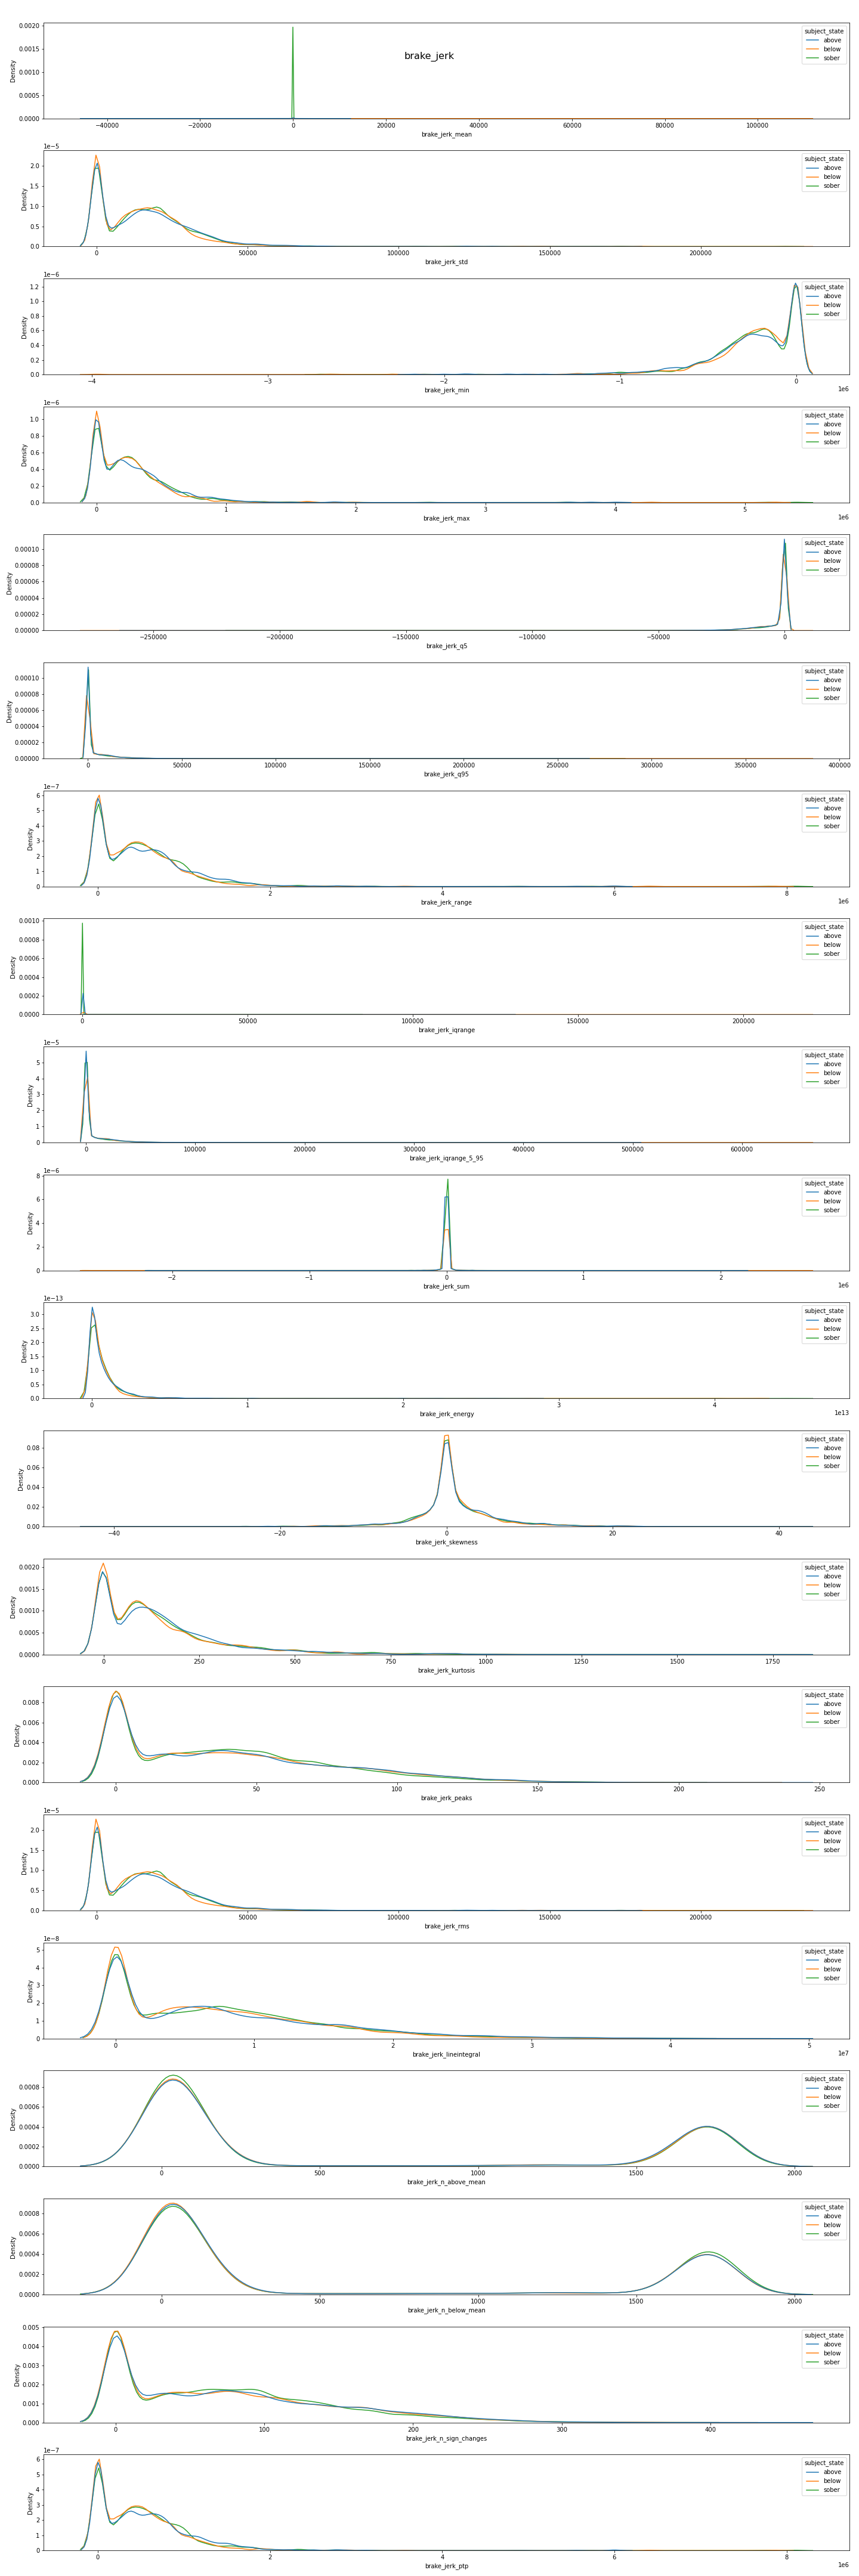 brake_jerk
0.0020
0.0015
0.0010
0.0005
0.0000
Density
subject_state
above
below
sober
−40000 −20000 0 20000 40000 60000 80000 100000
brake_jerk_mean
1e−5
2.0
1.5
1.0
0.5
0.0
Density
subject_state
above
below
sober
0 50000 100000 150000 200000
brake_jerk_std
1e−6
1.2
1.0
0.8
0.6
0.4
0.2
0.0
Density
subject_state
above
below
sober
−4 −3 −2 −1 0
brake_jerk_min
1e6
1e−6
1.0
0.8
0.6
0.4
0.2
0.0
Density
subject_state
above
below
sober
0 1 2 3 4 5
brake_jerk_max
1e6
0.00010
0.00008
0.00006
0.00004
0.00002
0.00000
Density
subject_state
above
below
sober
−250000 −200000 −150000 −100000 −50000 0
brake_jerk_q5
0.00010
0.00008
0.00006
0.00004
0.00002
0.00000
Density
subject_state
above
below
sober
0 50000 100000 150000 200000 250000 300000 350000 400000
brake_jerk_q95
1e−7
6
5
4
3
2
1
0
Density
subject_state
above
below
sober
0 2 4 6 8
brake_jerk_range
1e6
0.0010
0.0008
0.0006
0.0004
0.0002
0.0000
Density
subject_state
above
below
sober
0 50000 100000 150000 200000
brake_jerk_iqrange
1e−5
5
4
3
2
1
0
Density
subject_state
above
below
sober
0 100000 200000 300000 400000 500000 600000
brake_jerk_iqrange_5_95
1e−6
8
6
4
2
0
Density
subject_state
above
below
sober
−2 −1 0 1 2
brake_jerk_sum
1e6
1e−13
3.0
2.5
2.0
1.5
1.0
0.5
0.0
Density
subject_state
above
below
sober
0 1 2 3 4
brake_jerk_energy
1e13
0.08
0.06
0.04
0.02
0.00
Density
subject_state
above
below
sober
−40 −20 0 20 40
brake_jerk_skewness
0.0020
0.0015
0.0010
0.0005
0.0000
Density
subject_state
above
below
sober
0 250 500 750 1000 1250 1500 1750
brake_jerk_kurtosis
0.008
0.006
0.004
0.002
0.000
Density
subject_state
above
below
sober
0 50 100 150 200 250
brake_jerk_peaks
1e−5
2.0
1.5
1.0
0.5
0.0
Density
subject_state
above
below
sober
0 50000 100000 150000 200000
brake_jerk_rms
1e−8
5
4
3
2
1
0
Density
subject_state
above
below
sober
0 1 2 3 4 5
brake_jerk_lineintegral
1e7
0.0008
0.0006
0.0004
0.0002
0.0000
Density
subject_state
above
below
sober
0 500 1000 1500 2000
brake_jerk_n_above_mean
0.0008
0.0006
0.0004
0.0002
0.0000
Density
subject_state
above
below
sober
0 500 1000 1500 2000
brake_jerk_n_below_mean
0.005
0.004
0.003
0.002
0.001
0.000
Density
subject_state
above
below
sober
0 100 200 300 400
brake_jerk_n_sign_changes
1e−7
6
5
4
3
2
1
0
Density
subject_state
above
below
sober
0 2 4 6 8
brake_jerk_ptp
1e6